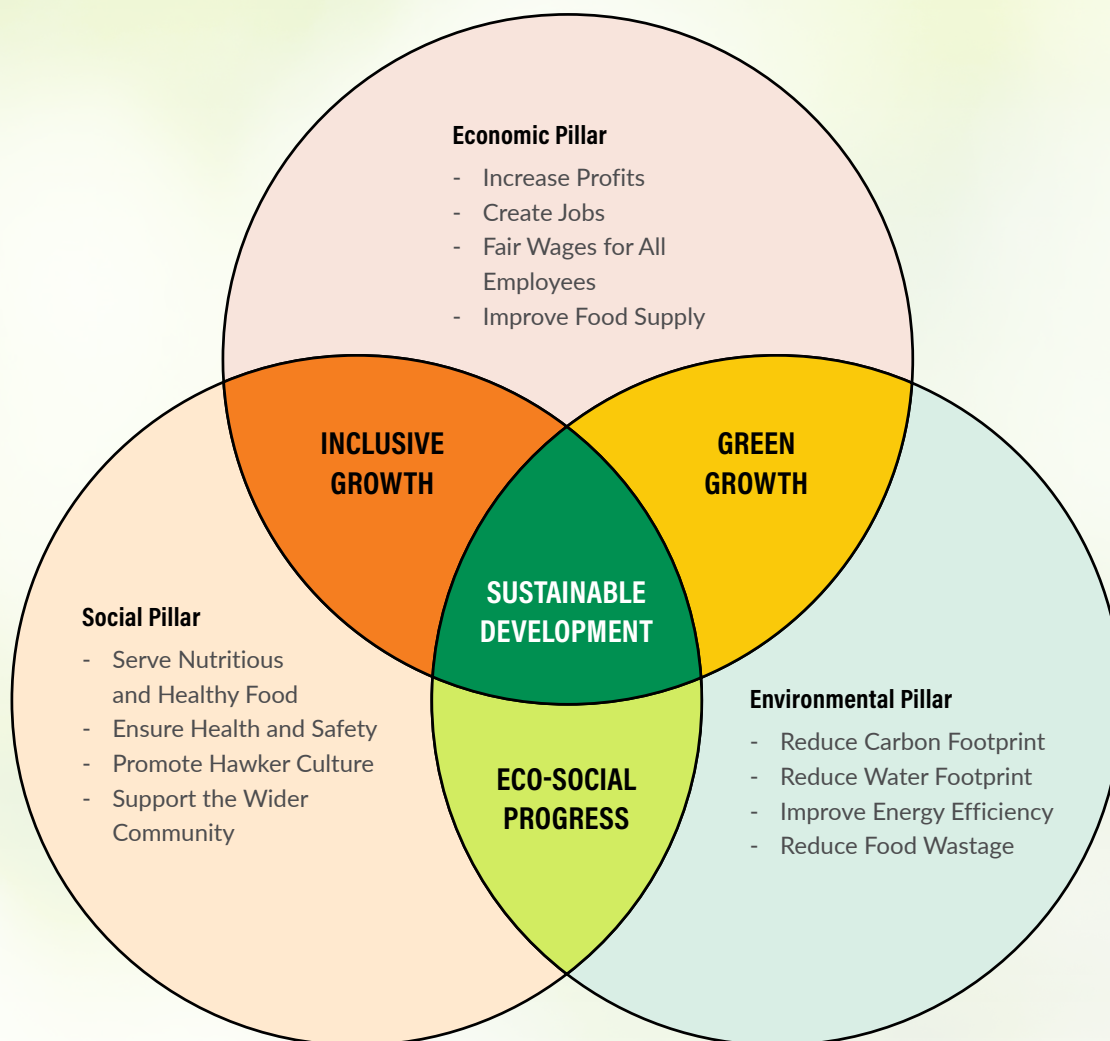 Economic Pillar
- Increase Profits
- Create Jobs
- Fair Wages for All
Employees
- Improve Food Supply
INCLUSIVE
GROWTH
GREEN
GROWTH
SUSTAINABLE
DEVELOPMENT
Social Pillar
- Serve Nutritious
and Healthy Food
- Ensure Health and Safety
- Promote Hawker Culture
- Support the Wider
Community
Environmental Pillar
- Reduce Carbon Footprint
- Reduce Water Footprint
- Improve Energy Efficiency
- Reduce Food Wastage
ECO-SOCIAL
PROGRESS